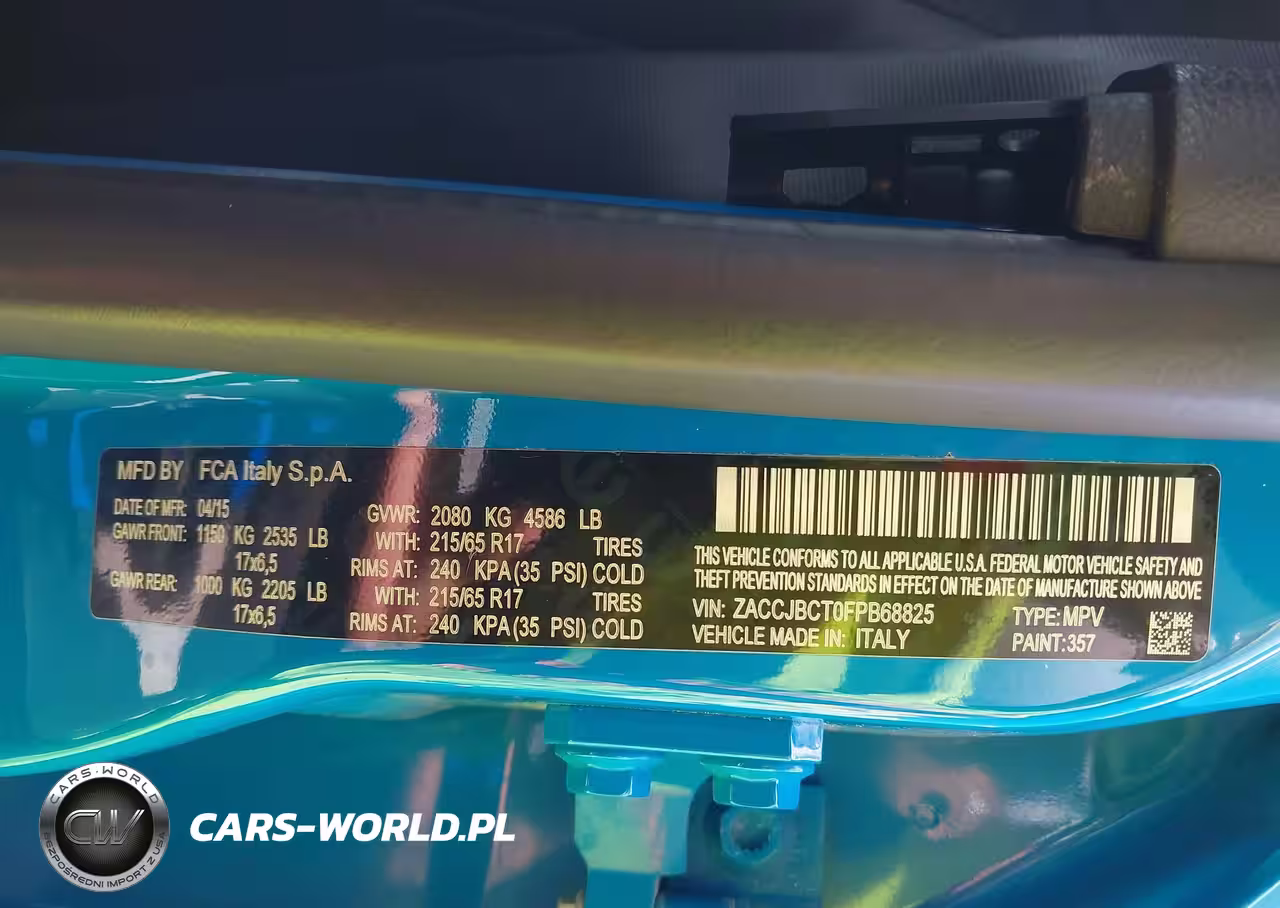 MFD BY FCA Italy S.p.A.
DATE OF MFR: 04/15
GAWR FRONT: 1150 KG 2535 LB
17x6,5
GAWR REAR: 1000 KG 2205 LB
17x6,5
GVWR: 2080 KG 4586 LB
WITH: 215/65 R17 TIRES
RIMS AT: 240 KPA (35 PSI) COLD
WITH: 215/65 R17 TIRES
RIMS AT: 240 KPA (35 PSI) COLD
THIS VEHICLE CONFORMS TO ALL APPLICABLE U.S.A. FEDERAL MOTOR VEHICLE SAFETY AND
THEFT PREVENTION STANDARDS IN EFFECT ON THE DATE OF MANUFACTURE SHOWN ABOVE
VIN: ZACCJBCT0FPB68825 TYPE: MPV
VEHICLE MADE IN: ITALY PAINT: 357
CARS-WORLD
CW
BEZPOŚREDNI IMPORT Z USA
CARS-WORLD.PL